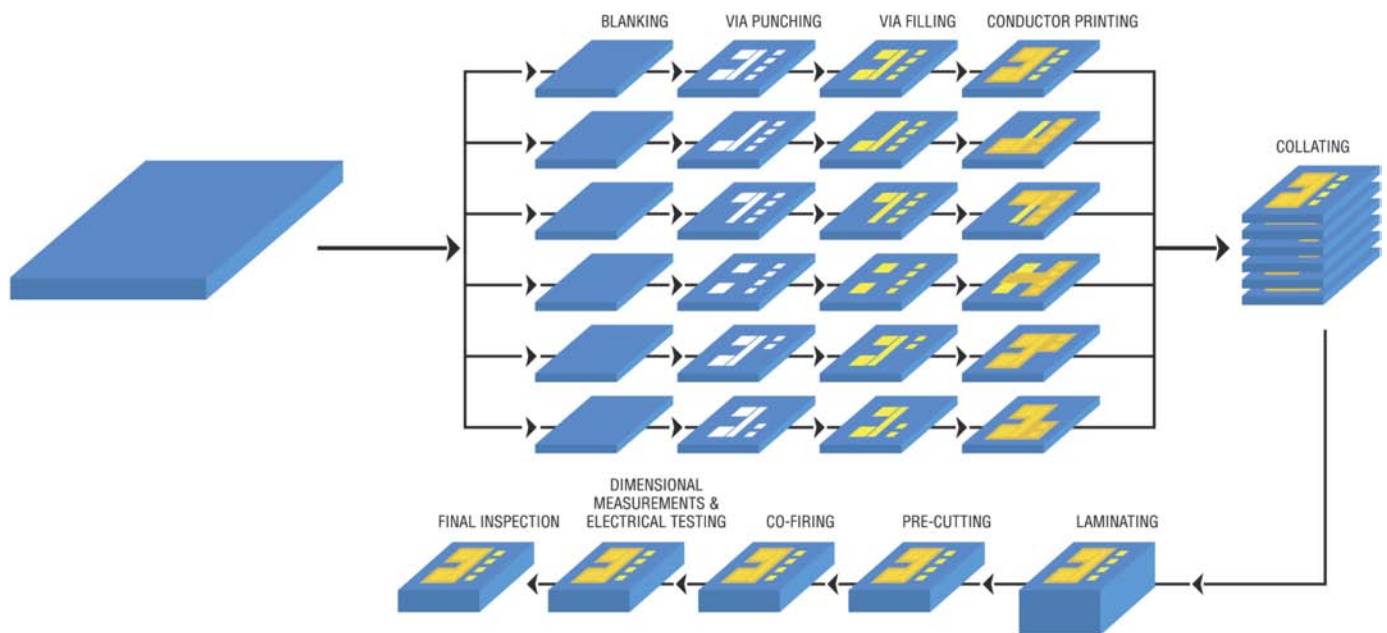 BLANKING
VIA PUNCHING
VIA FILLING
CONDUCTOR PRINTING
COLLATING
DIMENSIONAL
MEASUREMENTS &
ELECTRICAL TESTING
FINAL INSPECTION
CO-FIRING
PRE-CUTTING
LAMINATING